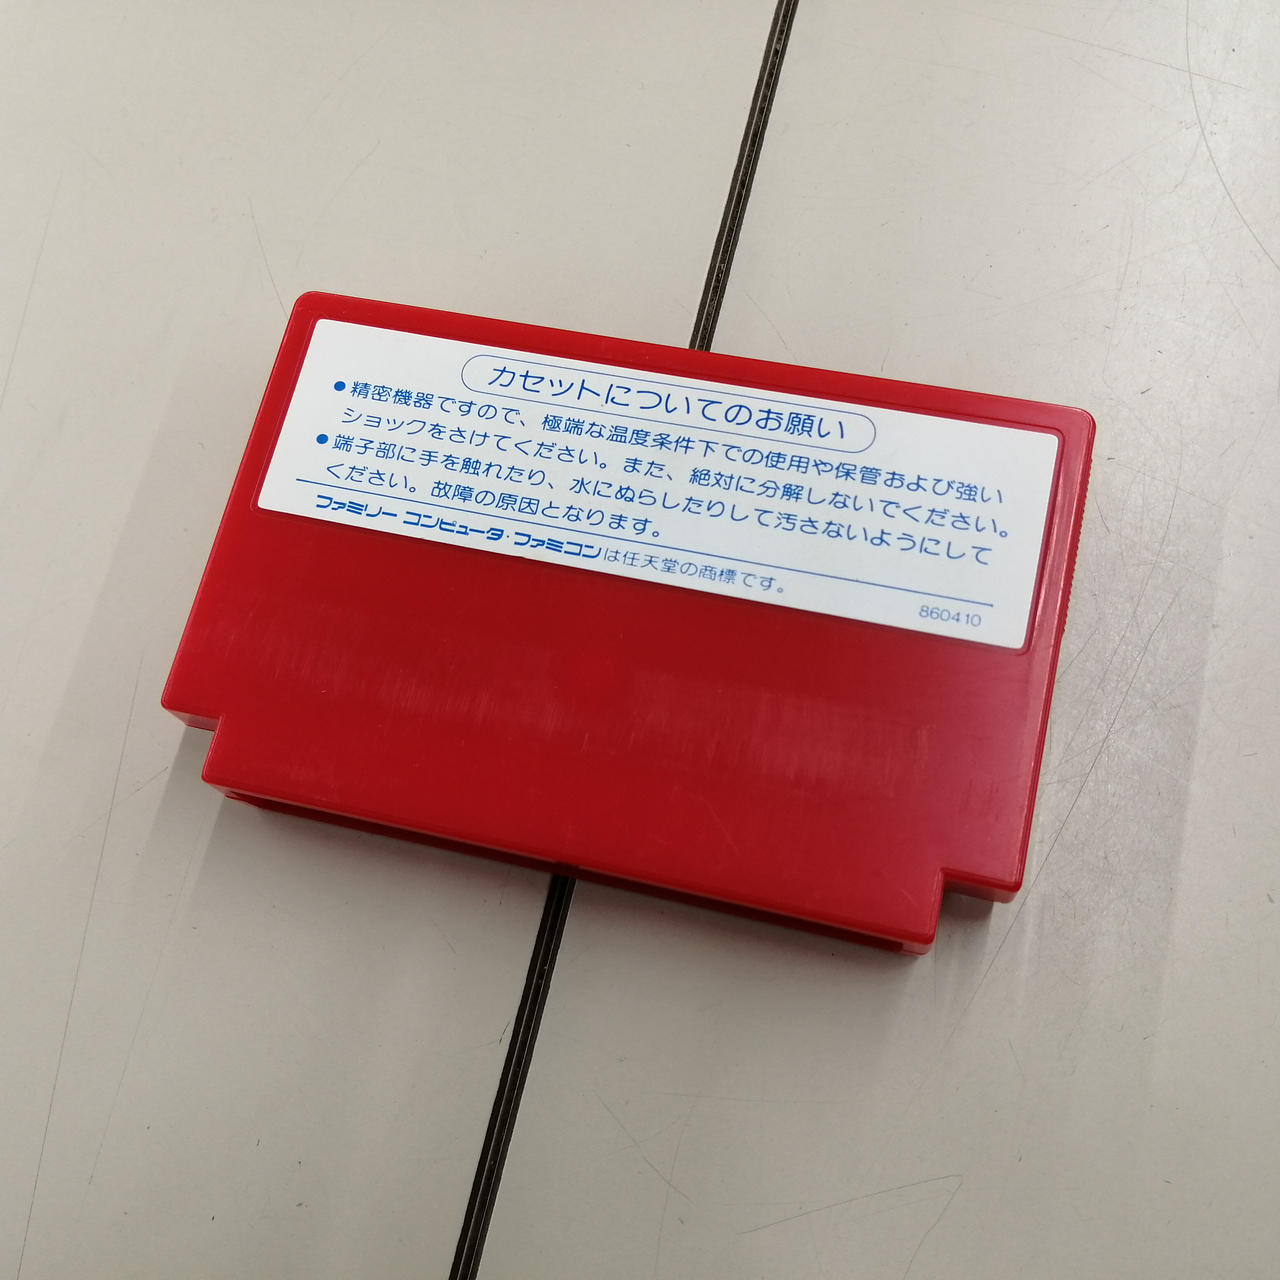 カセットについてのお願い
●精密機器ですので、極端な温度条件下での使用や保管および強い
ショックをさけてください。また、絶対に分解しないでください。
●端子部に手を触れたり、水にぬらしたりして汚さないようにして
ください。故障の原因となります。
ファミリー コンピュータ・ファミコンは任天堂の商標です。
860410